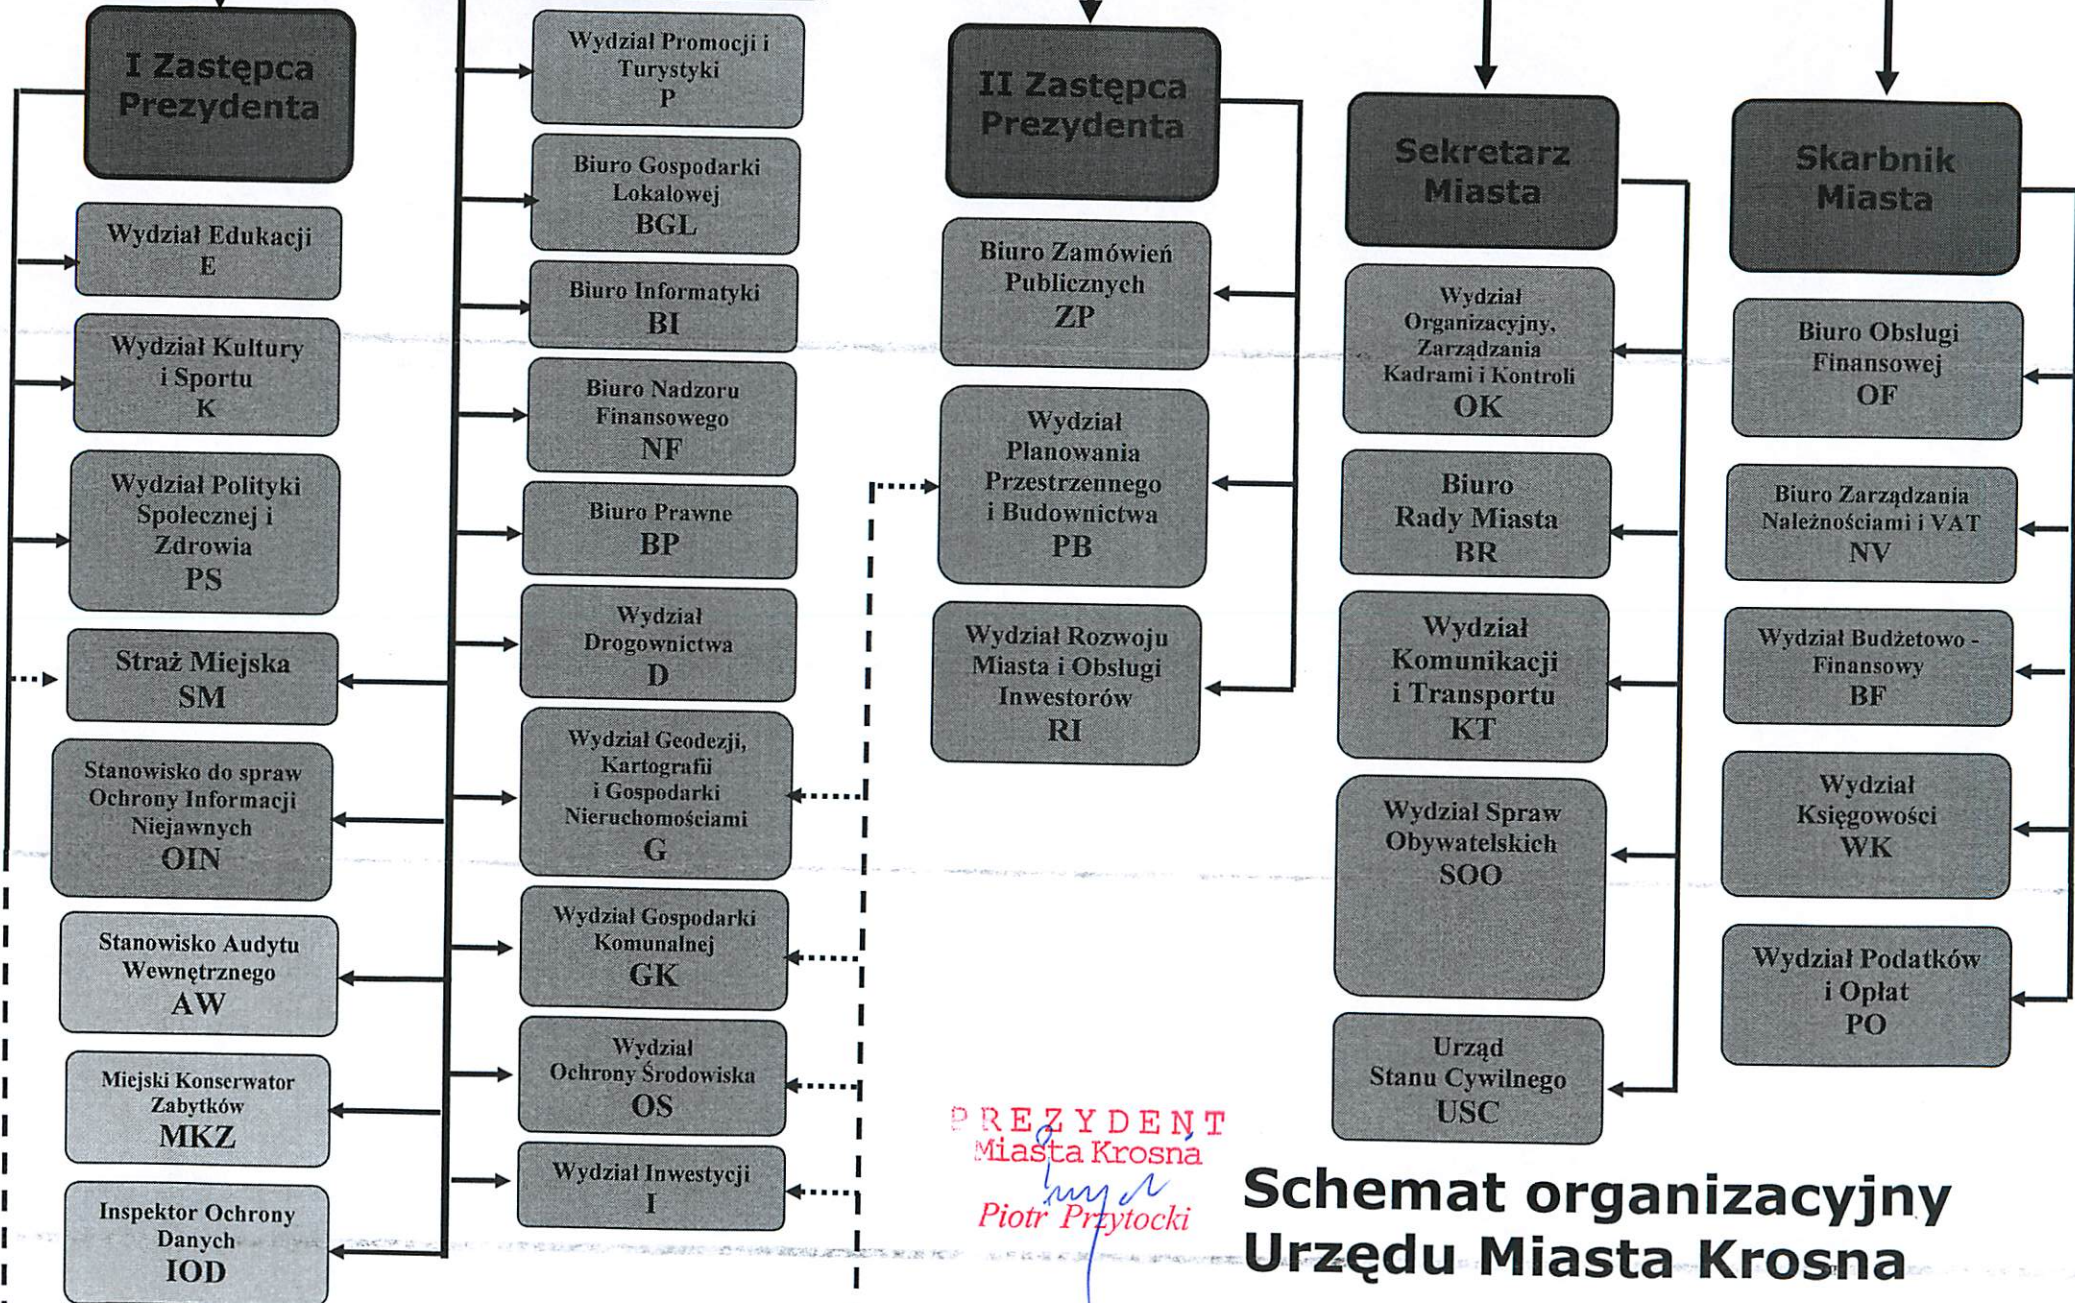 I Zastępca
Prezydenta
Wydział Edukacji
E
Wydział Kultury
i Sportu
K
Wydział Polityki
Społecznej i
Zdrowia
PS
Straż Miejska
SM
Stanowisko do spraw
Ochrony Informacji
Niejawnych
OIN
Stanowisko Audytu
Wewnętrznego
AW
Miejski Konserwator
Zabytków
MKZ
Inspektor Ochrony
Danych
IOD
Wydział Promocji i
Turystyki
P
Biuro Gospodarki
Lokalowej
BGL
Biuro Informatyki
BI
Biuro Nadzoru
Finansowego
NF
Biuro Prawne
BP
Wydział
Drogownictwa
D
Wydział Geodezji,
Kartografii
i Gospodarki
Nieruchomościami
G
Wydział Gospodarki
Komunalnej
GK
Wydział
Ochrony Środowiska
OS
Wydział Inwestycji
I
II Zastępca
Prezydenta
Biuro Zamówień
Publicznych
ZP
Wydział
Planowania
Przestrzennego
i Budownictwa
PB
Wydział Rozwoju
Miasta i Obsługi
Inwestorów
RI
Sekretarz
Miasta
Wydział
Organizacyjny,
Zarządzania
Kadrami i Kontroli
OK
Biuro
Rady Miasta
BR
Wydział
Komunikacji
i Transportu
KT
Wydział Spraw
Obywatelskich
SOO
Urząd
Stanu Cywilnego
USC
Skarbnik
Miasta
Biuro Obsługi
Finansowej
OF
Biuro Zarządzania
Należnościami i VAT
NV
Wydział Budżetowo -
Finansowy
BF
Wydział
Księgowości
WK
Wydział Podatków
i Opłat
PO
PREZYDENT
Miasta Krosna
Piotr Przytocki
Schemat organizacyjny
Urzędu Miasta Krosna